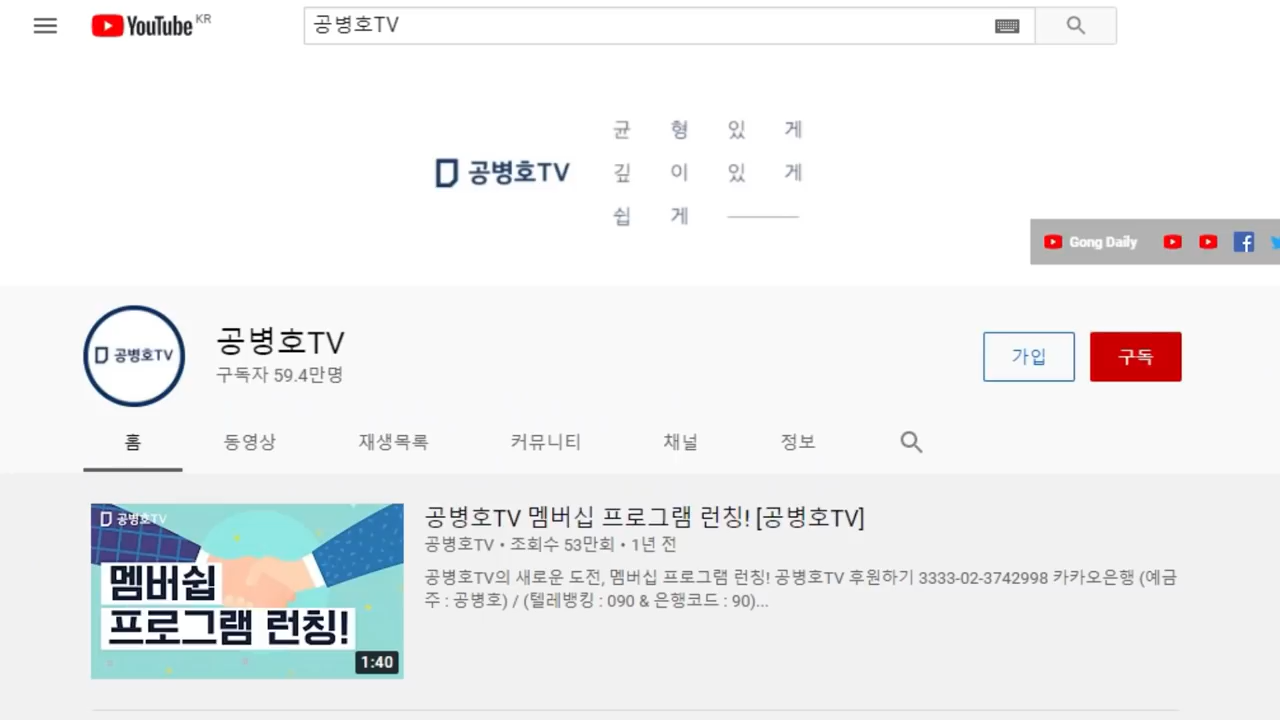 YouTube KR
공병호TV
공병호TV
균형있게
깊이있게
쉽게
Gong Daily
공병호TV
공병호TV
구독자 59.4만명
가입
구독
홈
동영상
재생목록
커뮤니티
채널
정보
공병호TV
멤버쉽
프로그램 런칭!
1:40
공병호TV 멤버십 프로그램 런칭! [공병호TV]
공병호TV • 조회수 53만회 • 1년 전
공병호TV의 새로운 도전, 멤버십 프로그램 런칭! 공병호TV 후원하기 3333-02-3742998 카카오은행 (예금
주 : 공병호) / (텔레뱅킹 : 090 & 은행코드 : 90)...